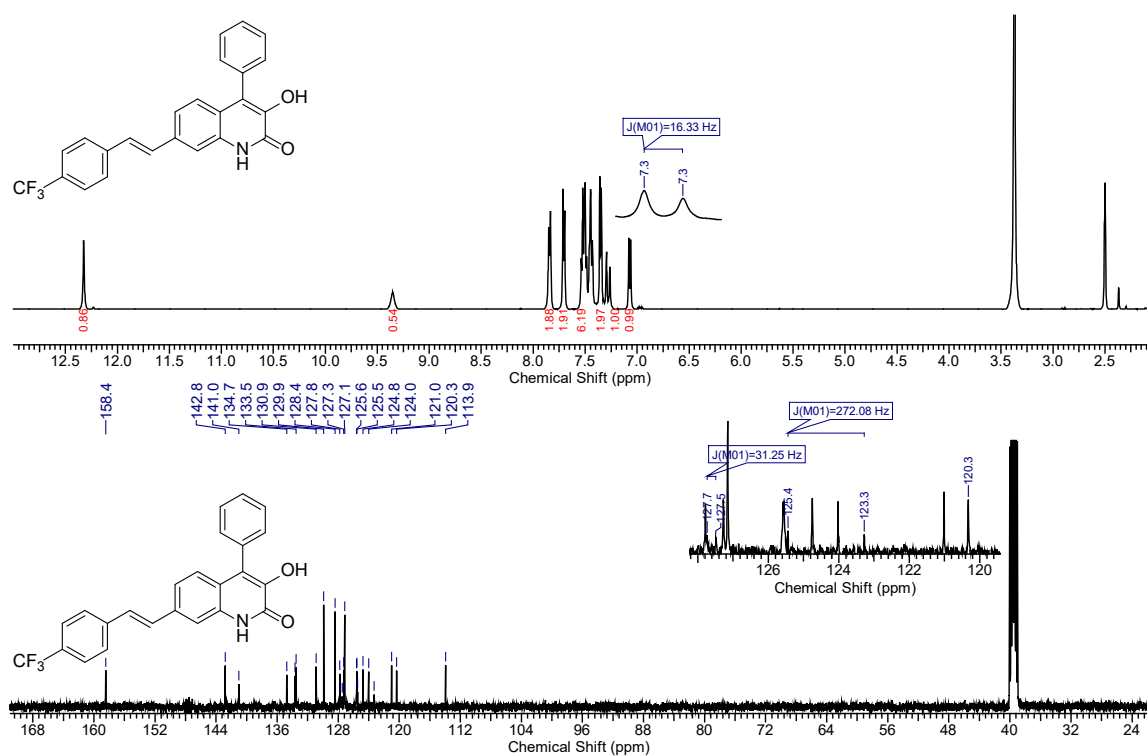 OH
N
H
O
CF3
J(M01)=16.33 Hz
7.3
7.3
0.86
0.54
1.88
1.91
6.19
1.97
1.00
0.99
12.5 12.0 11.5 11.0 10.5 10.0 9.5 9.0 8.5 8.0 7.5 7.0 6.5 6.0 5.5 5.0 4.5 4.0 3.5 3.0 2.5
Chemical Shift (ppm)
158.4
142.8
141.0
134.7
133.5
130.9
129.9
128.4
127.8
127.3
127.1
125.6
125.5
124.8
124.0
121.0
120.3
113.9
J(M01)=272.08 Hz
J(M01)=31.25 Hz
127.7
127.5
125.4
123.3
120.3
126 124 122 120
Chemical Shift (ppm)
OH
N
H
O
CF3
168 160 152 144 136 128 120 112 104 96 88 80 72 64 56 48 40 32 24
Chemical Shift (ppm)